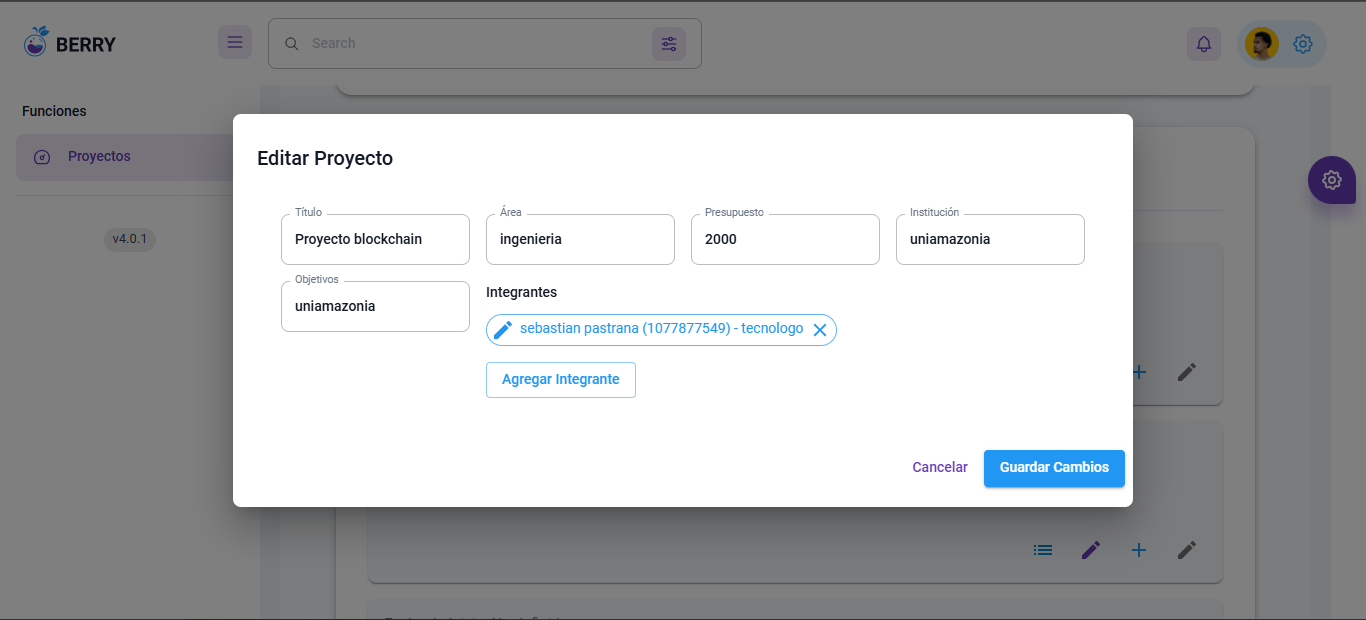 BERRY
Search
Funciones
Proyectos
v4.0.1
Editar Proyecto
Título
Proyecto blockchain
Área
ingenieria
Presupuesto
2000
Institución
uniamazonia
Objetivos
uniamazonia
Integrantes
sebastian pastrana (1077877549) - tecnologo
Agregar Integrante
Cancelar
Guardar Cambios